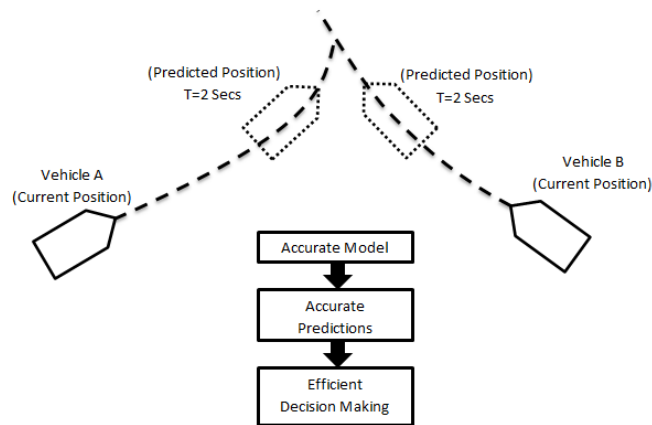 (Predicted Position)
T=2 Secs
(Predicted Position)
T=2 Secs
Vehicle A
(Current Position)
Vehicle B
(Current Position)
Accurate Model
Accurate
Predictions
Efficient
Decision Making